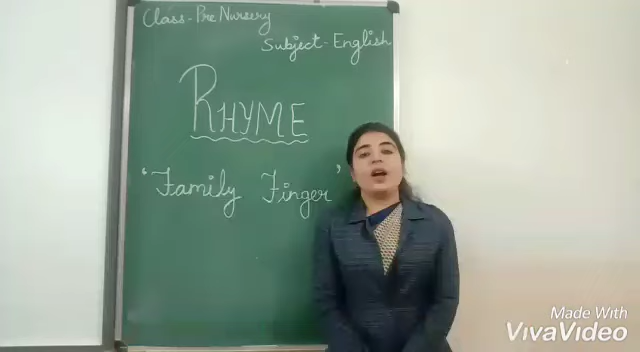 Class-Pre Nursery
Subject-English
RHYME
'Family Finger'
Made With
VivaVideo